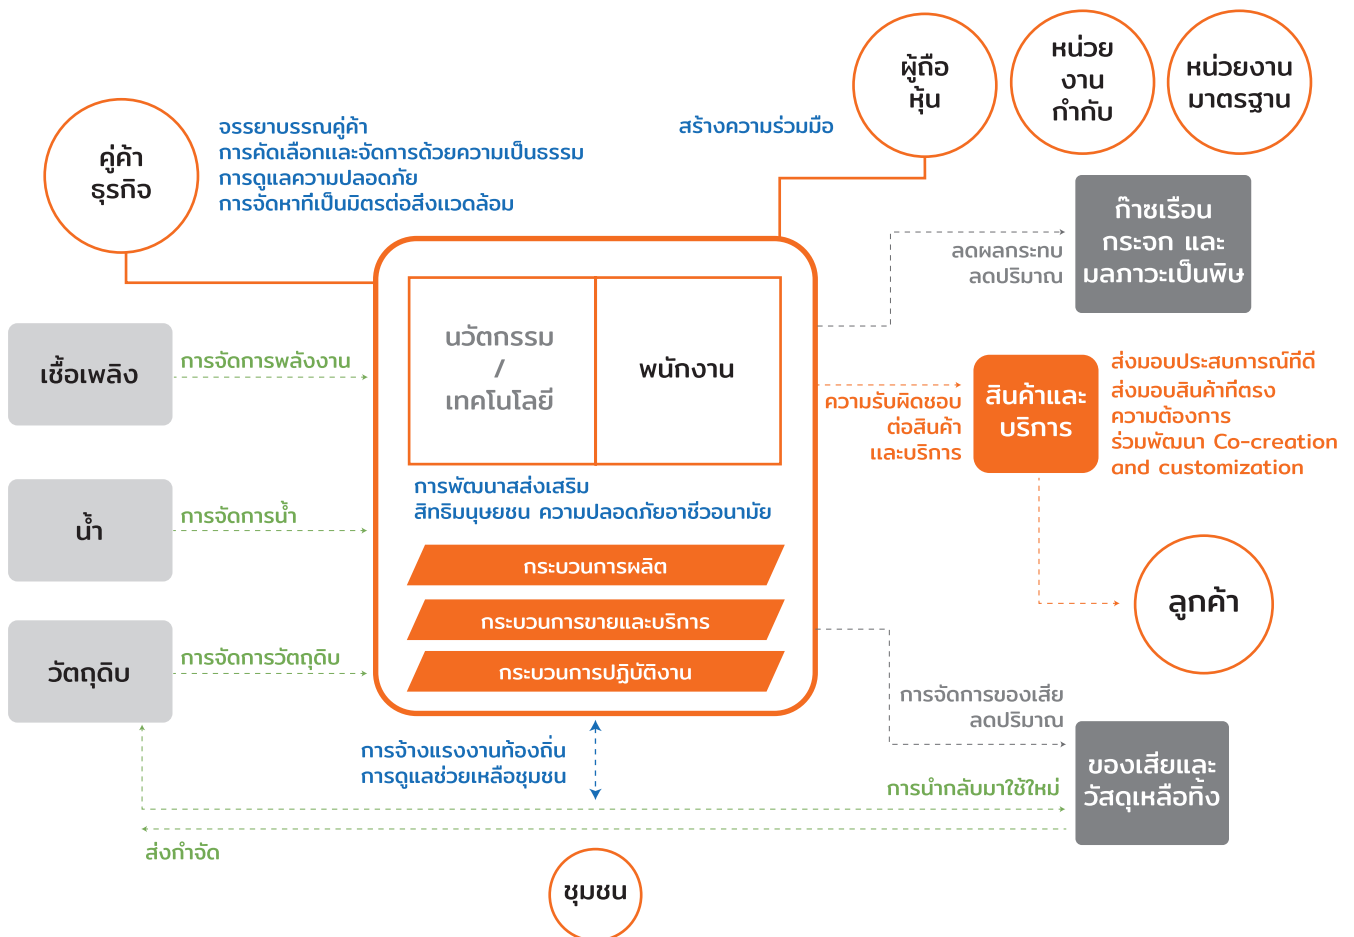 ผู้ถือ
หุ้น
หน่วย
งาน
กำกับ
หน่วยงาน
มาตรฐาน
คู่ค้า
ธุรกิจ
จรรยาบรรณคู่ค้า
การคัดเลือกและจัดการด้วยความเป็นธรรม
การดูแลความปลอดภัย
การจัดหาที่เป็นมิตรต่อสิ่งแวดล้อม
สร้างความร่วมมือ
ก๊าซเรือน
กระจก และ
มลภาวะเป็นพิษ
ลดผลกระทบ
ลดปริมาณ
นวัตกรรม
/
เทคโนโลยี
พนักงาน
เชื้อเพลิง
การจัดการพลังงาน
ความรับผิดชอบ
ต่อสินค้า
และบริการ
สินค้าและ
บริการ
ส่งมอบประสบการณ์ที่ดี
ส่งมอบสินค้าที่ตรง
ความต้องการ
ร่วมพัฒนา Co-creation
and customization
การพัฒนาสส่งเสริม
สิทธิมนุษยชน ความปลอดภัยอาชีวอนามัย
น้ำ
การจัดการน้ำ
กระบวนการผลิต
กระบวนการขายและบริการ
กระบวนการปฏิบัติงาน
ลูกค้า
วัตถุดิบ
การจัดการวัตถุดิบ
การจัดการของเสีย
ลดปริมาณ
การจ้างแรงงานท้องถิ่น
การดูแลช่วยเหลือชุมชน
ของเสียและ
วัสดุเหลือทิ้ง
การนำกลับมาใช้ใหม่
ส่งกำจัด
ชุมชน